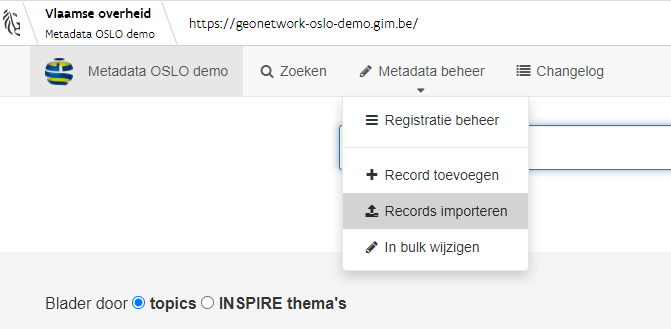 Vlaamse overheid
Metadata OSLO demo
https://geonetwork-oslo-demo.gim.be/
Metadata OSLO demo Zoeken Metadata beheer Changelog
Registratie beheer
Record toevoegen
Records importeren
In bulk wijzigen
Blader door topics INSPIRE thema's